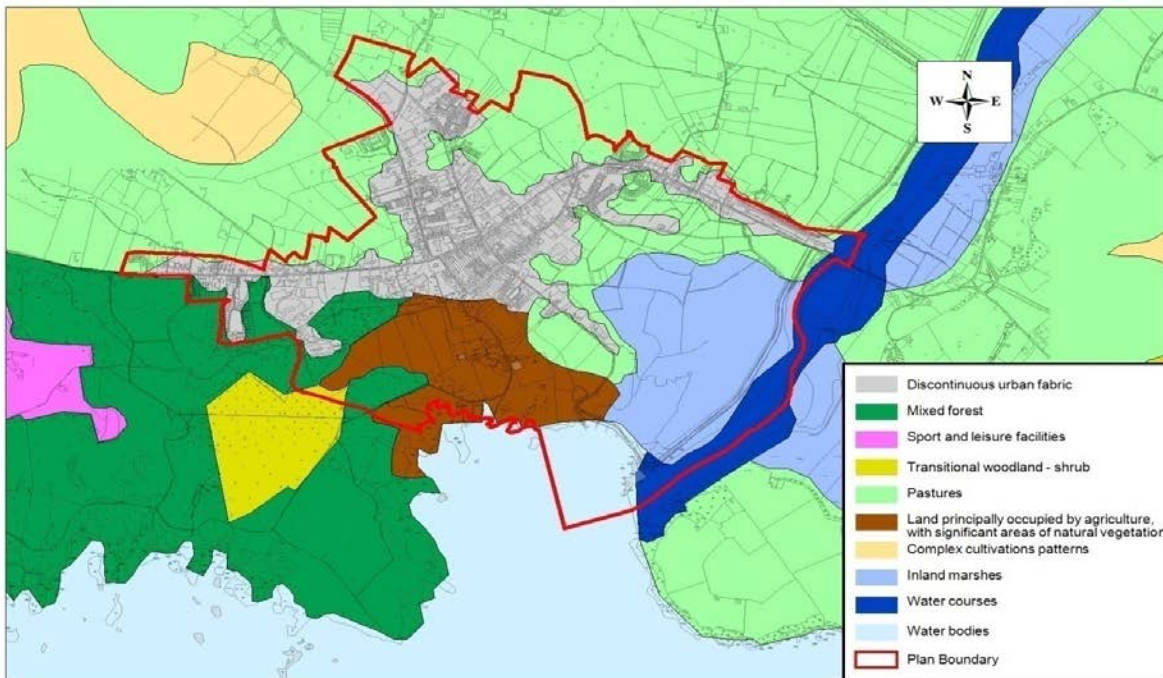 N
W E
S
Discontinuous urban fabric
Mixed forest
Sport and leisure facilities
Transitional woodland - shrub
Pastures
Land principally occupied by agriculture,
with significant areas of natural vegetation
Complex cultivations patterns
Inland marshes
Water courses
Water bodies
Plan Boundary